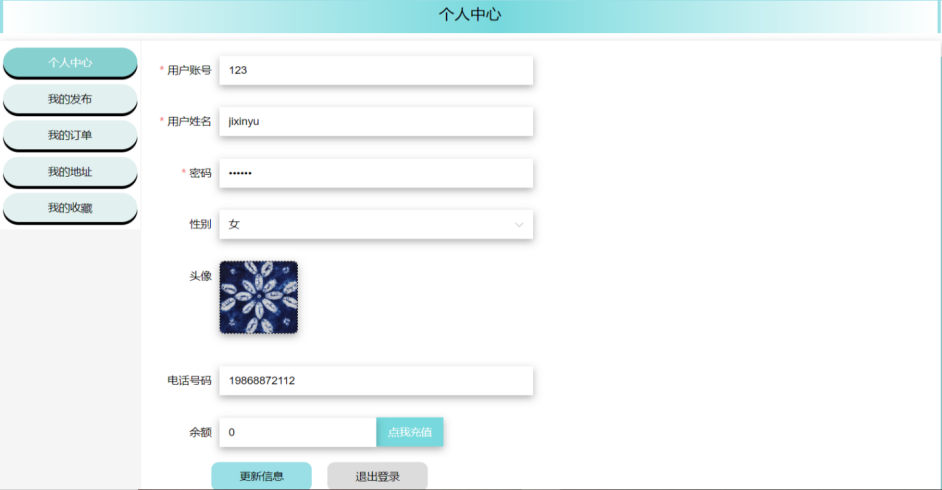 个人中心
个人中心
我的发布
我的订单
我的地址
我的收藏
* 用户账号 123
* 用户姓名 jixinyu
* 密码 ••••••
性别 女
头像
电话号码 19868872112
余额 0 点我充值
更新信息 退出登录